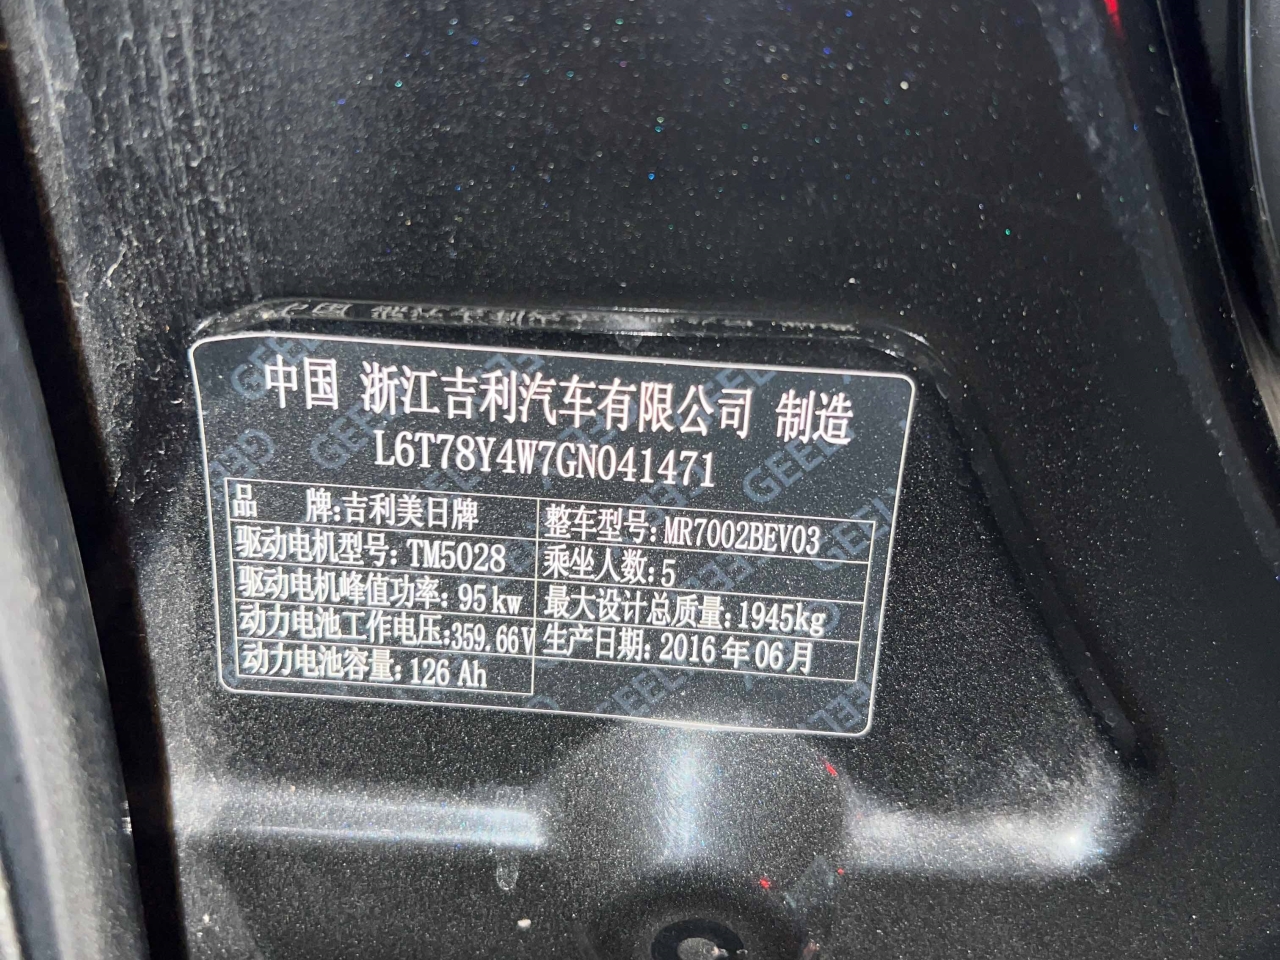 中国 浙江吉利汽车有限公司 制造
L6T78Y4W7GN041471
品 牌:吉利美日牌 整车型号:MR7002BEV03
驱动电机型号:TM5028 乘坐人数:5
驱动电机峰值功率:95kw 最大设计总质量:1945kg
动力电池工作电压:359.66V 生产日期:2016年06月
动力电池容量:126Ah